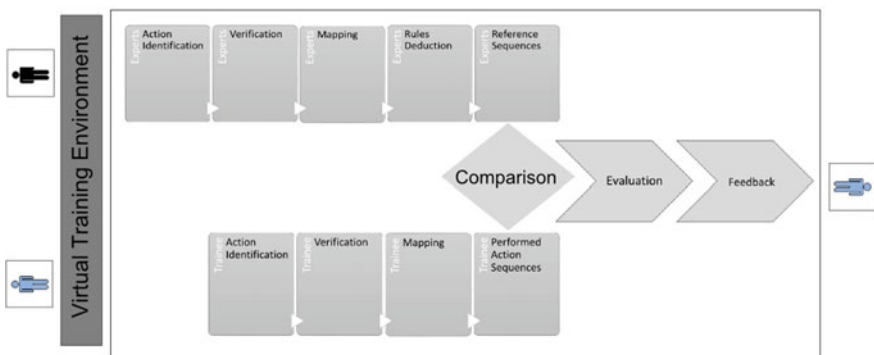 Virtual Training Environment
Experts
Action
Identification
Experts
Verification
Experts
Mapping
Experts
Rules
Deduction
Experts
Reference
Sequences
Comparison
Evaluation
Feedback
Trainee
Action
Identification
Trainee
Verification
Trainee
Mapping
Trainee
Performed
Action
Sequences